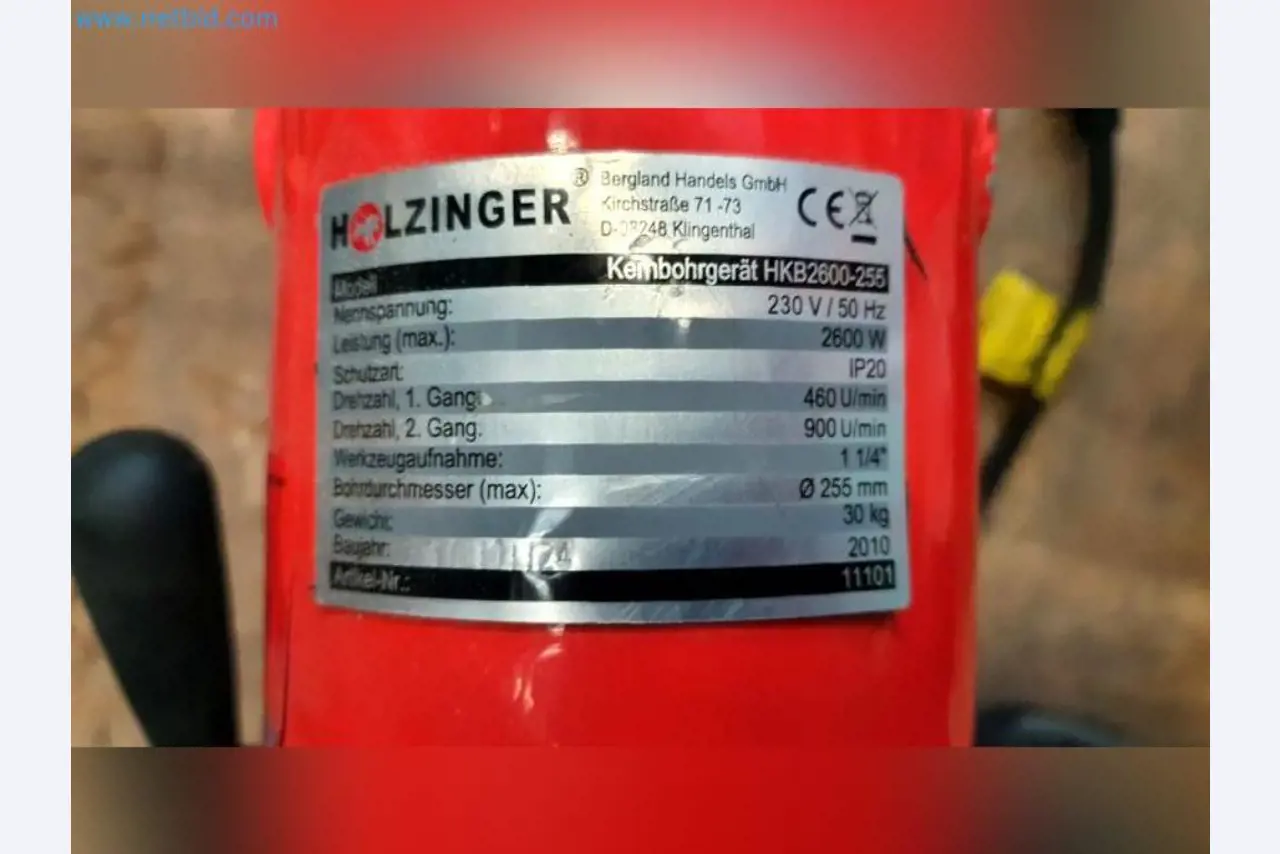 www.netbid.com
HOLZINGER ®
Bergland Handels GmbH
Kirchstraße 71 -73
D-08248 Klingenthal
CE
Modell Kernbohrgerät HKB2600-255
Nennspannung: 230 V / 50 Hz
Leistung (max.): 2600 W
Schutzart: IP20
Drehzahl, 1. Gang: 460 U/min
Drehzahl, 2. Gang: 900 U/min
Werkzeugaufnahme: 1 1/4"
Bohrdurchmesser (max): Ø 255 mm
Gewicht: 30 kg
Baujahr: 2010
Artikel-Nr.: 11101